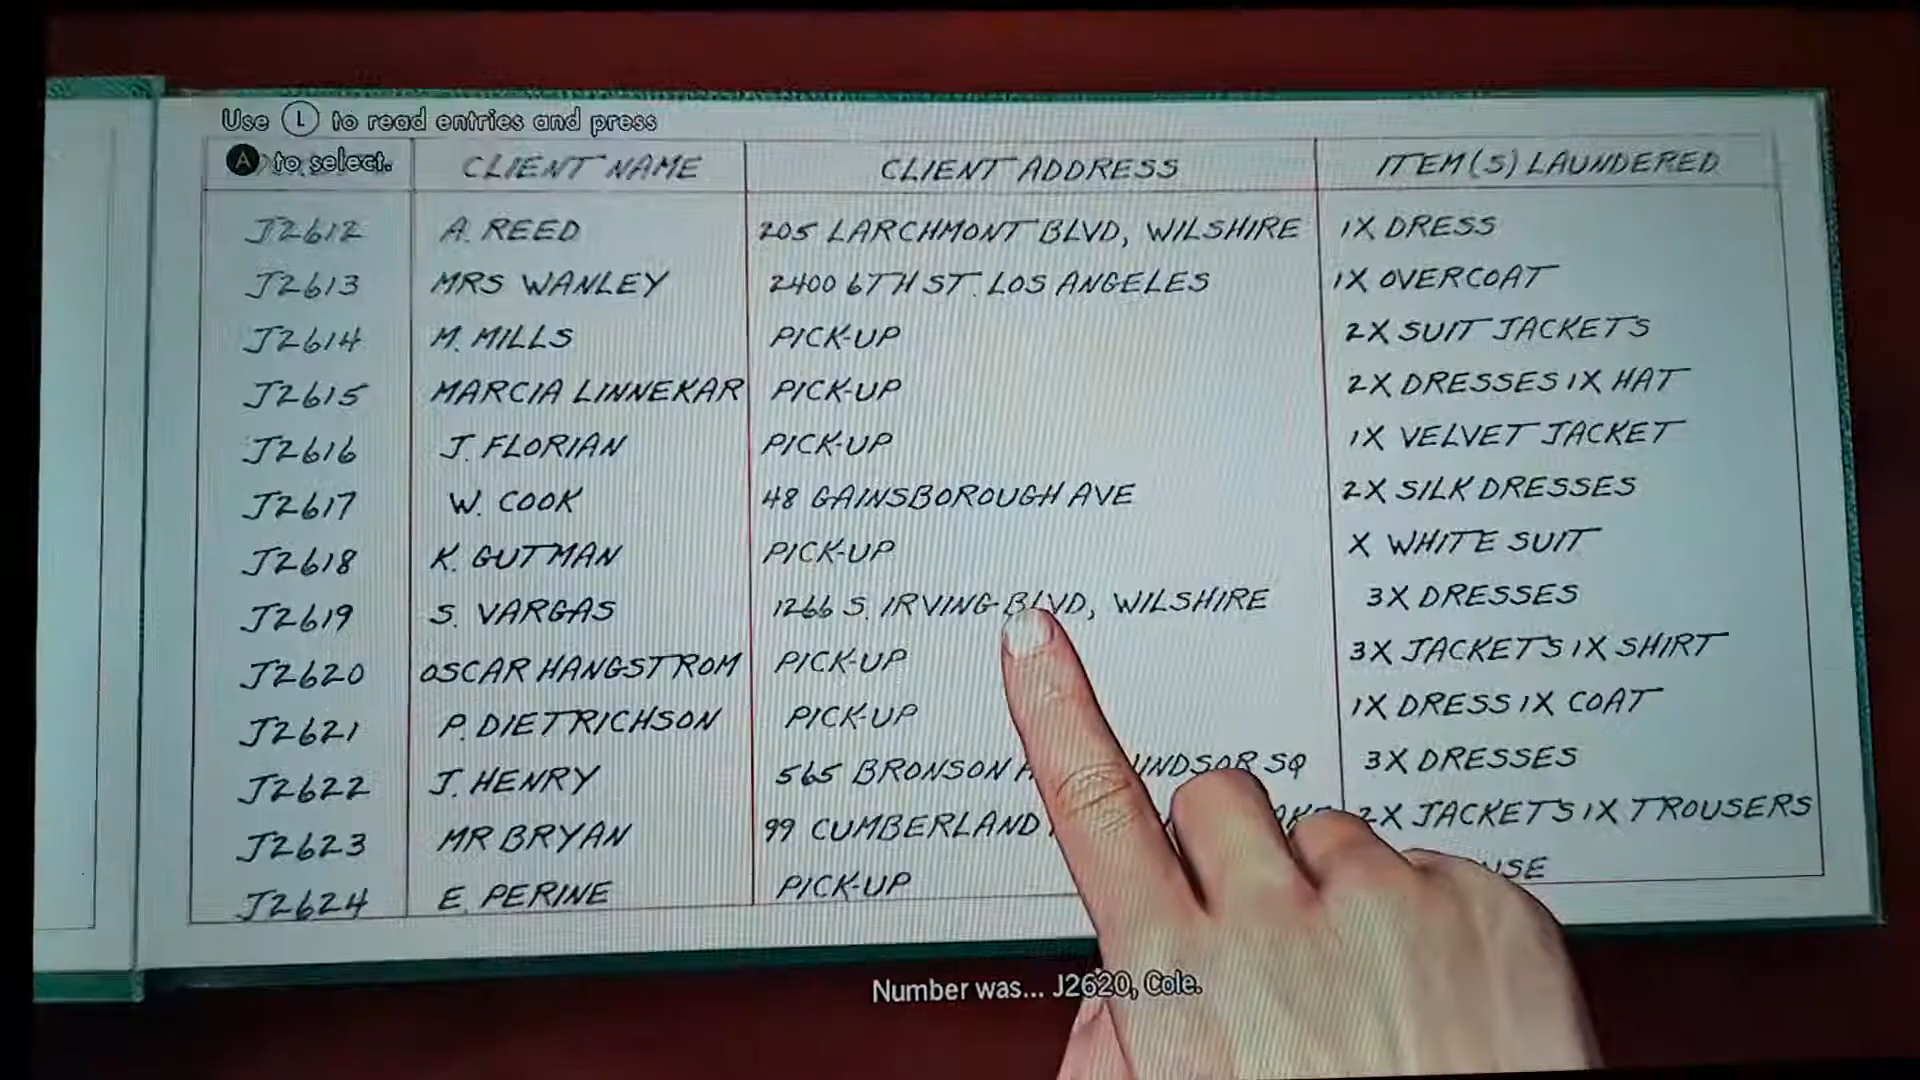 Use L to read entries and press
A to select. CLIENT NAME CLIENT ADDRESS ITEM(S) LAUNDERED
J2612 A. REED 205 LARCHMONT BLVD, WILSHIRE 1X DRESS
J2613 MRS WANLEY 2400 6TH ST. LOS ANGELES 1X OVERCOAT
J2614 M. MILLS PICK-UP 2X SUIT JACKETS
J2615 MARCIA LINNEKAR PICK-UP 2X DRESSES 1X HAT
J2616 J. FLORIAN PICK-UP 1X VELVET JACKET
J2617 W. COOK 48 GAINSBOROUGH AVE 2X SILK DRESSES
J2618 K. GUTMAN PICK-UP X WHITE SUIT
J2619 S. VARGAS 1266 S. IRVING BLVD, WILSHIRE 3X DRESSES
J2620 OSCAR HANGSTROM PICK-UP 3X JACKET'S 1X SHIRT
J2621 P. DIETRICHSON PICK-UP 1X DRESS 1X COAT
J2622 J. HENRY 565 BRONSON SQ 3X DRESSES
J2623 MR BRYAN 99 CUMBERLAND 2X JACKET'S 1X TROUSERS
J2624 E. PERINE PICK-UP
Number was... J2620, Cole.